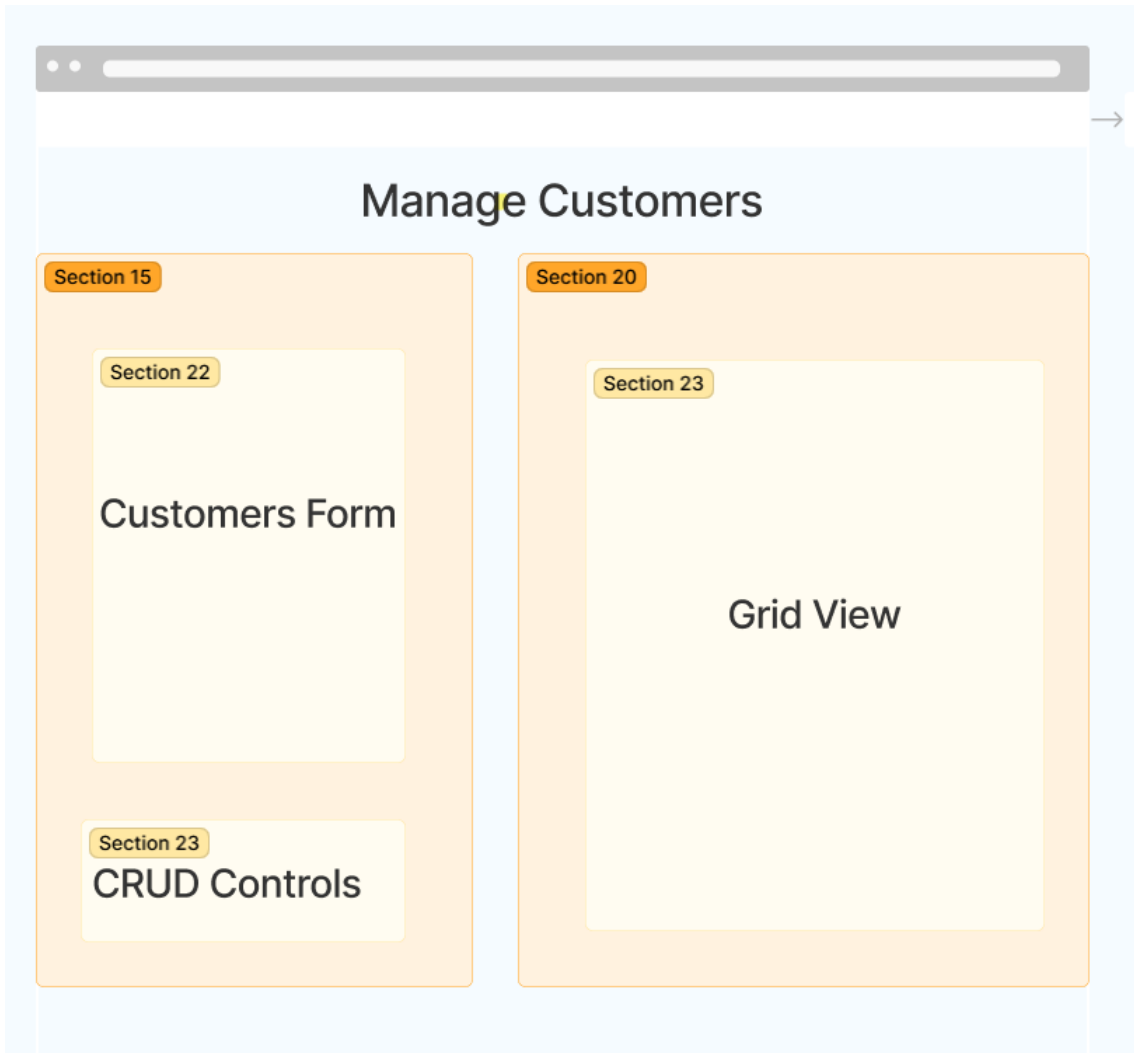 Manage Customers
Section 15
Section 22
Customers Form
Section 23
CRUD Controls
Section 20
Section 23
Grid View